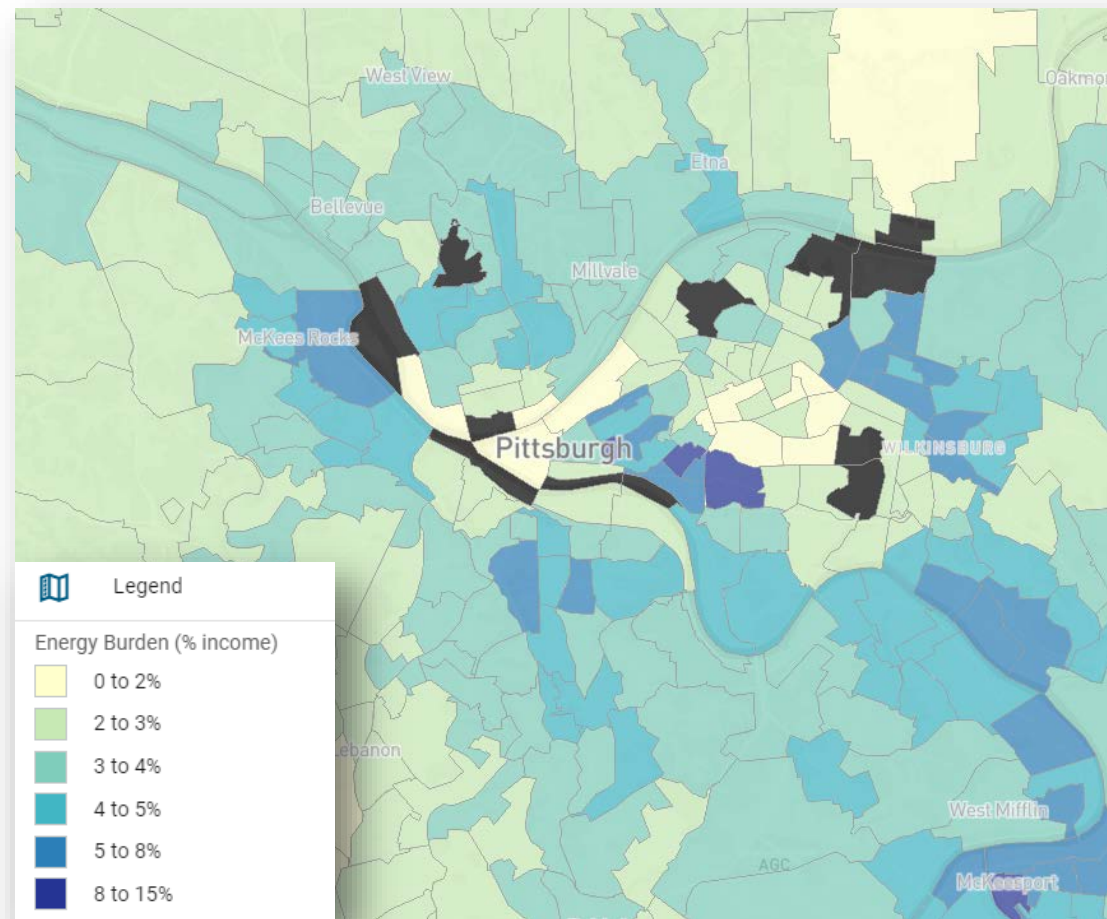 West View
Oakmon
Etna
Bellevue
Millvale
McKees Rocks
Pittsburgh
WILKINSBURG
Legend
Energy Burden (% income)
0 to 2%
2 to 3%
3 to 4%
4 to 5%
5 to 8%
8 to 15%
Lebanon
West Mifflin
AGC
McKeesport